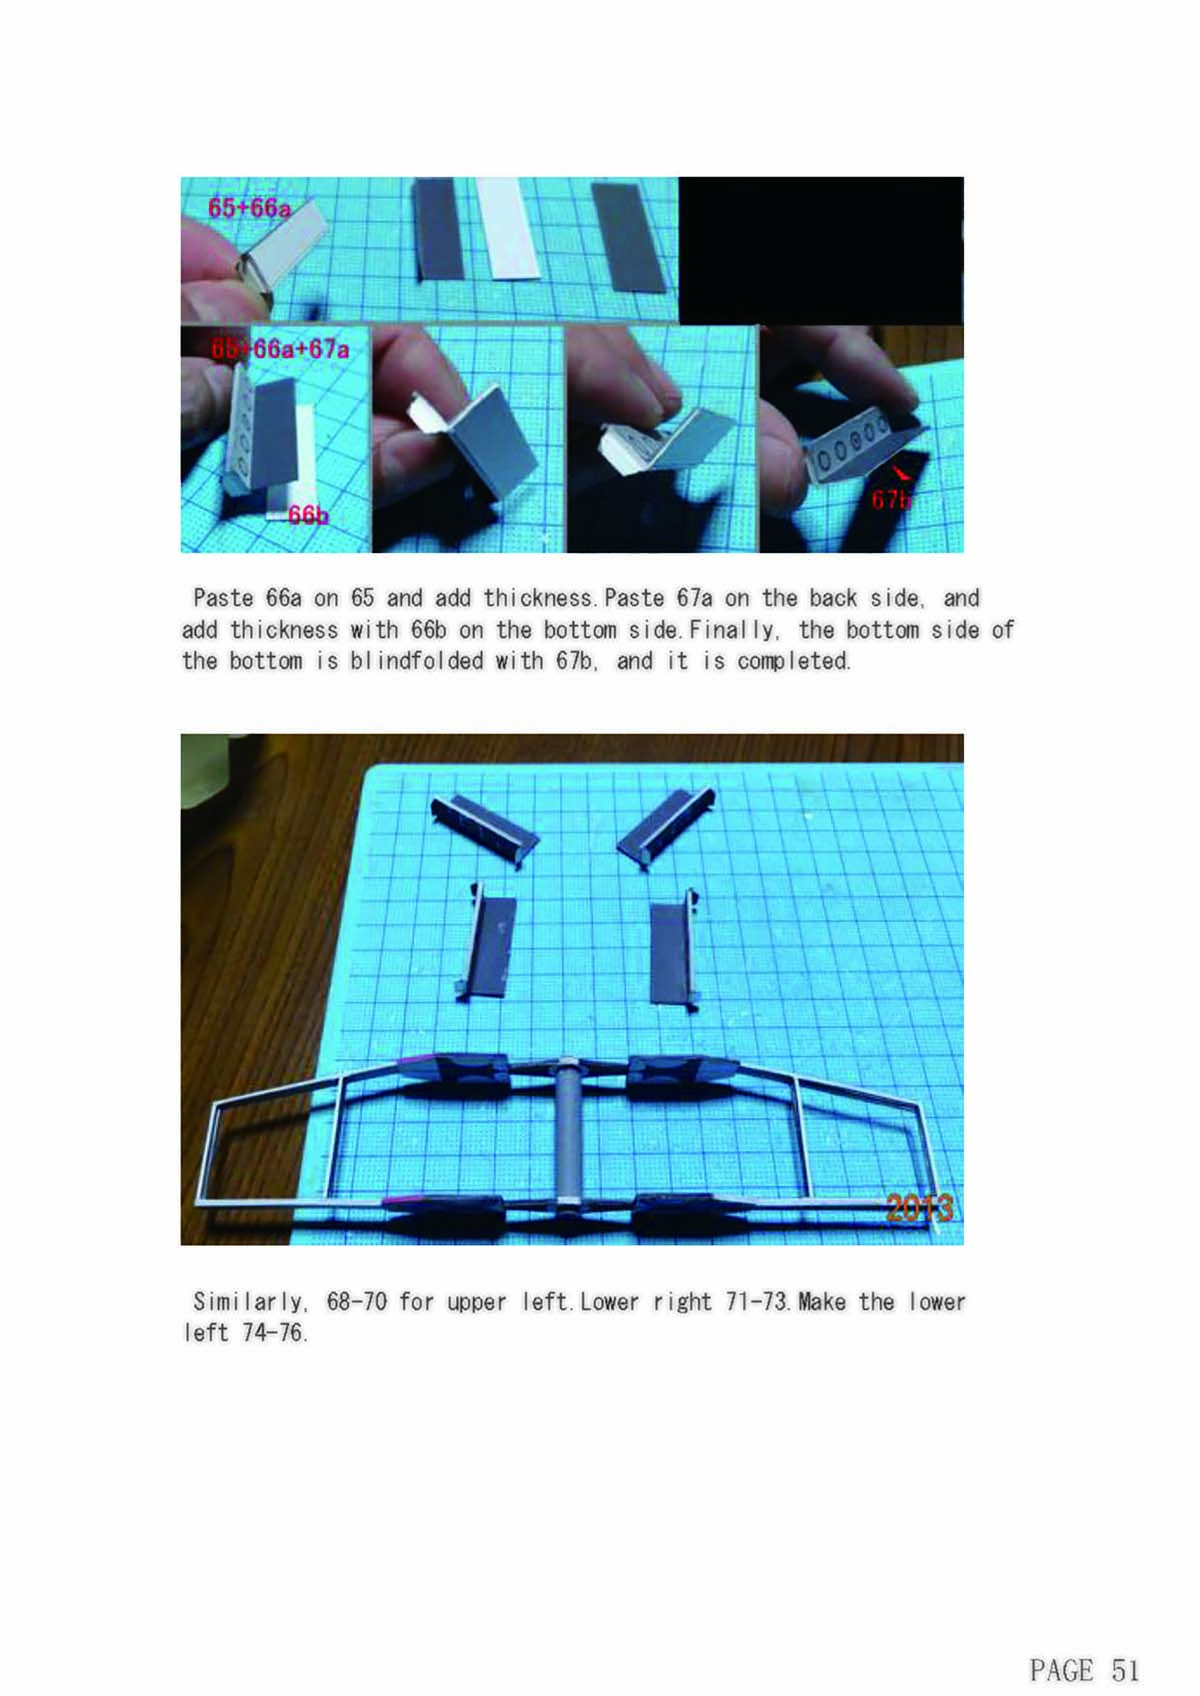 65+66a
65+66a+67a
66b
67b
Paste 66a on 65 and add thickness.Paste 67a on the back side, and
add thickness with 66b on the bottom side.Finally, the bottom side of
the bottom is blindfolded with 67b, and it is completed.
2013
Similarly, 68-70 for upper left.Lower right 71-73.Make the lower
left 74-76.
PAGE 51